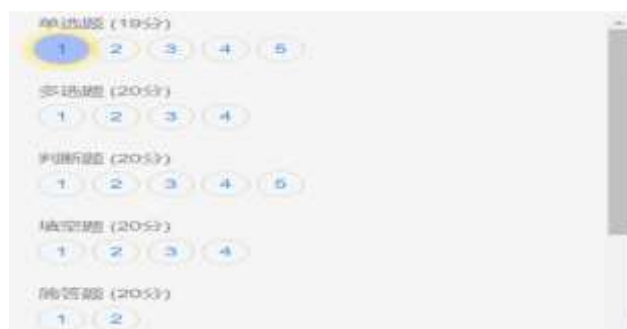 单选题 (19分)
1 2 3 4 5
多选题 (20分)
1 2 3 4
判断题 (20分)
1 2 3 4 5
填空题 (20分)
1 2 3 4
简答题 (20分)
1 2